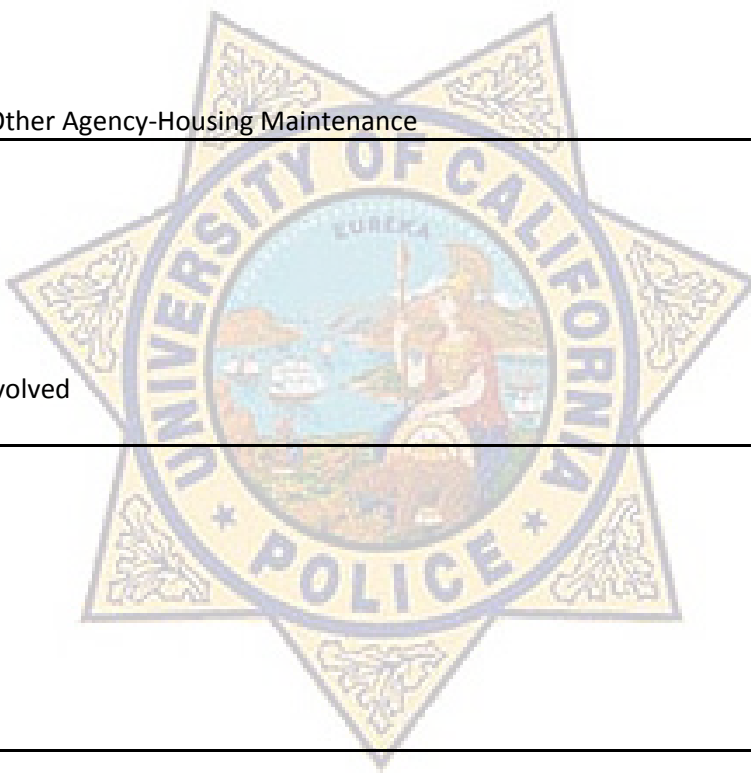 Other Agency-Housing Maintenance
UNIVERSITY OF CALIFORNIA
EUREKA
volved
* POLICE *